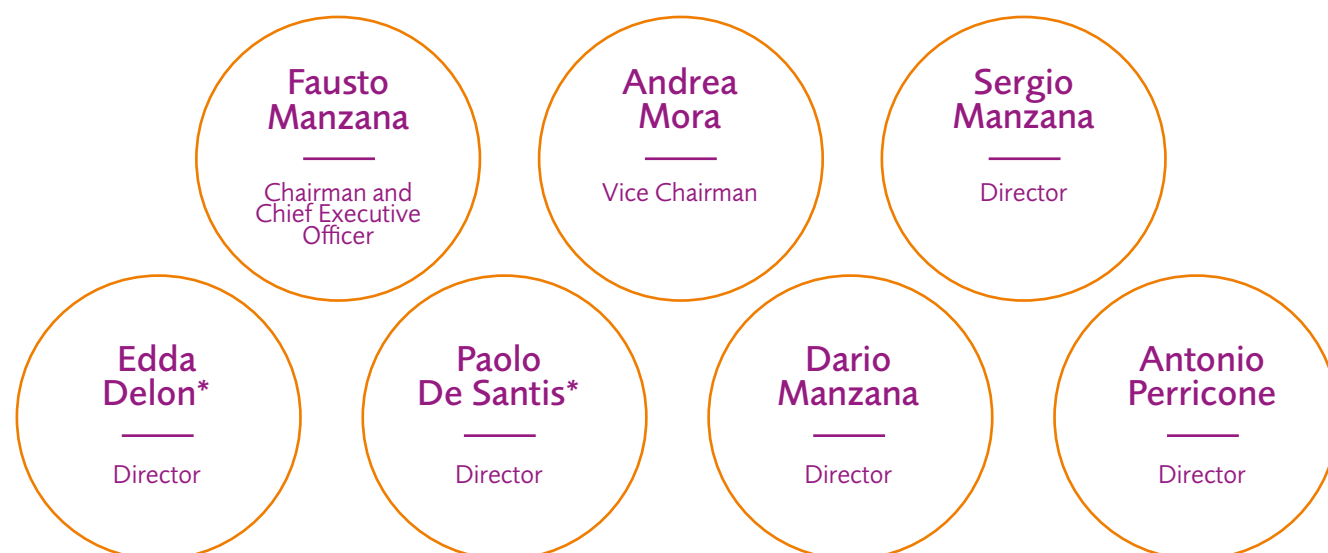 Fausto
Manzana
Chairman and
Chief Executive
Officer
Andrea
Mora
Vice Chairman
Sergio
Manzana
Director
Edda
Delon*
Director
Paolo
De Santis*
Director
Dario
Manzana
Director
Antonio
Perricone
Director